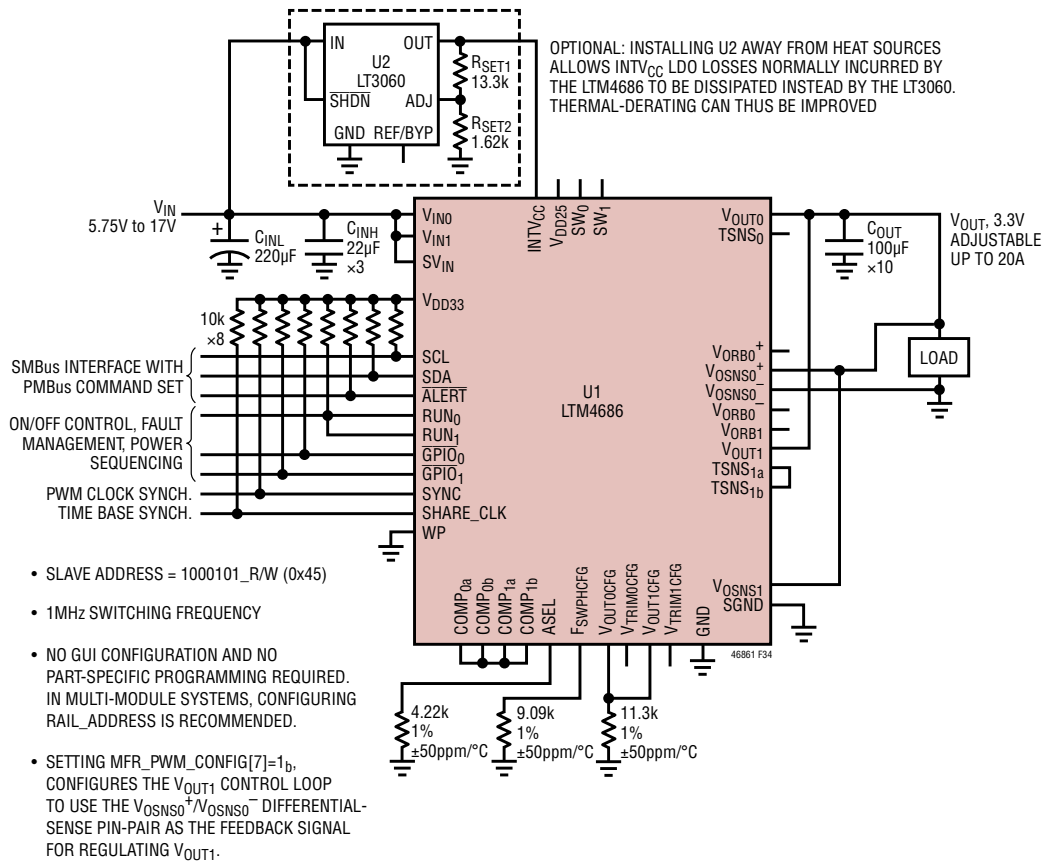 IN
OUT
U2
LT3060
SHDN
ADJ
GND
REF/BYP
RSET1
13.3k
RSET2
1.62k
OPTIONAL: INSTALLING U2 AWAY FROM HEAT SOURCES
ALLOWS INTVCC LDO LOSSES NORMALLY INCURRED BY
THE LTM4686 TO BE DISSIPATED INSTEAD BY THE LT3060.
THERMAL-DERATING CAN THUS BE IMPROVED
VIN
5.75V to 17V
+
CINL
220µF
CINH
22µF
×3
VIN0
VIN1
SVIN
VDD33
INTVCC
VDD25
SW0
SW1
VOUT0
TSNS0
COUT
100µF
×10
VOUT, 3.3V
ADJUSTABLE
UP TO 20A
10k
×8
SMBus INTERFACE WITH
PMBus COMMAND SET
ON/OFF CONTROL, FAULT
MANAGEMENT, POWER
SEQUENCING
PWM CLOCK SYNCH.
TIME BASE SYNCH.
SCL
SDA
ALERT
RUN0
RUN1
GPIO0
GPIO1
SYNC
SHARE_CLK
WP
U1
LTM4686
VORB0+
VOSNS0+
VOSNS0–
VORB0–
VORB1
VOUT1
TSNS1a
TSNS1b
LOAD
VOSNS1
SGND
COMP0a
COMP0b
COMP1a
COMP1b
ASEL
FSWPHCFG
VOUT0CFG
VTRIM0CFG
VOUT1CFG
VTRIM1CFG
GND
46861 F34
4.22k
1%
±50ppm/°C
9.09k
1%
±50ppm/°C
11.3k
1%
±50ppm/°C
• SLAVE ADDRESS = 1000101_R/W (0x45)
• 1MHz SWITCHING FREQUENCY
• NO GUI CONFIGURATION AND NO
PART-SPECIFIC PROGRAMMING REQUIRED.
IN MULTI-MODULE SYSTEMS, CONFIGURING
RAIL_ADDRESS IS RECOMMENDED.
• SETTING MFR_PWM_CONFIG[7]=1b,
CONFIGURES THE VOUT1 CONTROL LOOP
TO USE THE VOSNS0+/VOSNS0– DIFFERENTIAL-
SENSE PIN-PAIR AS THE FEEDBACK SIGNAL
FOR REGULATING VOUT1.